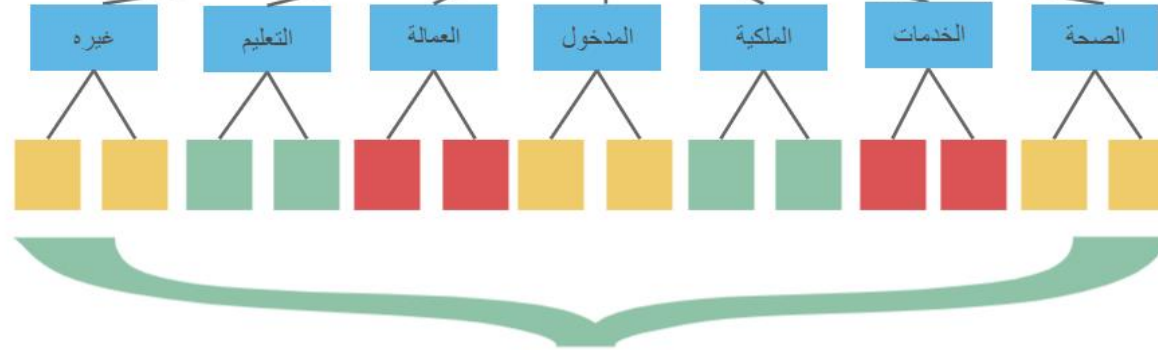 الصحة
الخدمات
الملكية
المدخول
العمالة
التعليم
غيره